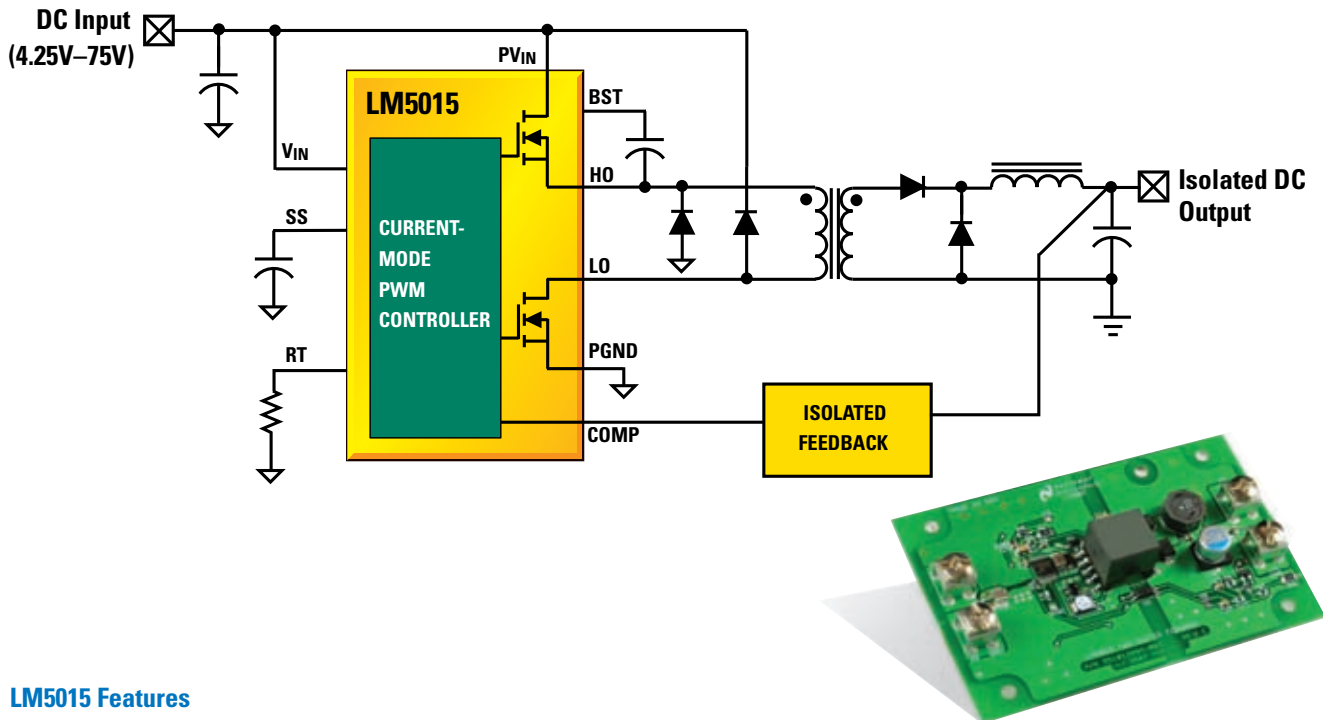 DC Input
(4.25V–75V)
PVIN
LM5015
BST
VIN
HO
SS
CURRENT-
MODE
PWM
CONTROLLER
LO
Isolated DC
Output
RT
PGND
COMP
ISOLATED
FEEDBACK
LM5015 Features